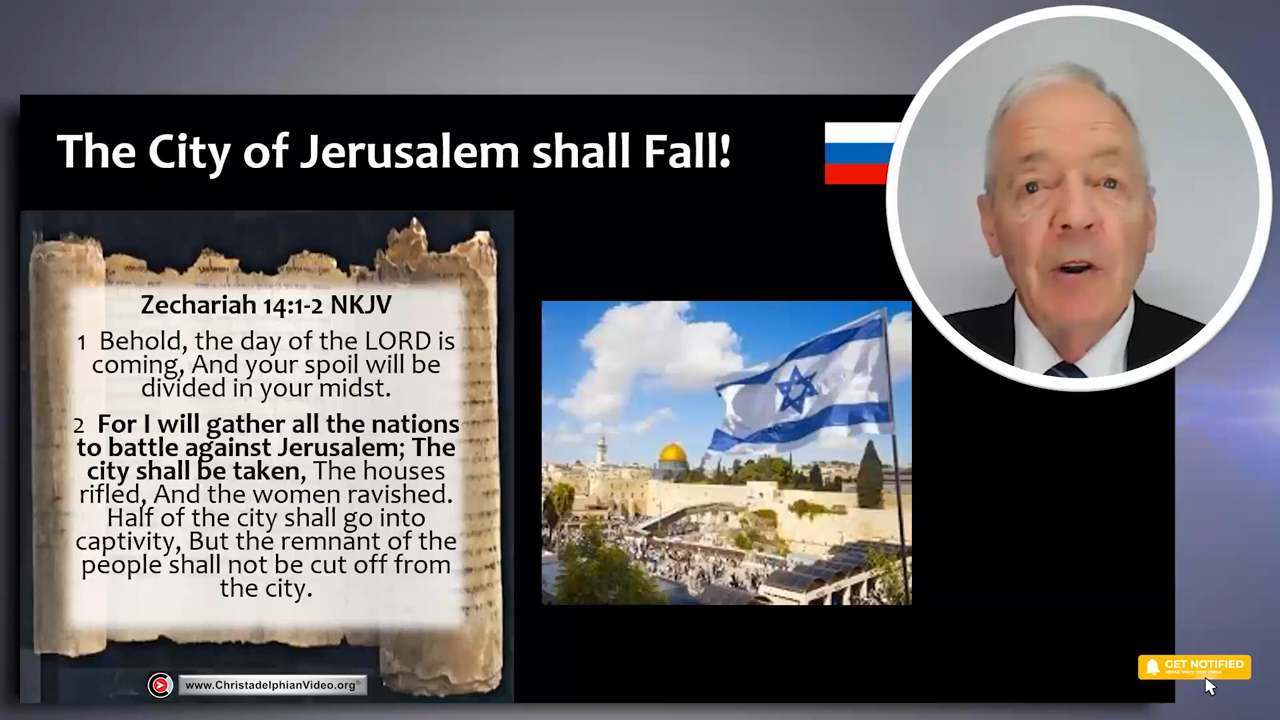 The City of Jerusalem shall Fall!
Zechariah 14:1-2 NKJV
1 Behold, the day of the LORD is
coming, And your spoil will be
divided in your midst.
2 For I will gather all the nations
to battle against Jerusalem; The
city shall be taken, The houses
rifled, And the women ravished.
Half of the city shall go into
captivity, But the remnant of the
people shall not be cut off from
the city.
www.ChristadelphianVideo.org®
GET NOTIFIED
about every new video